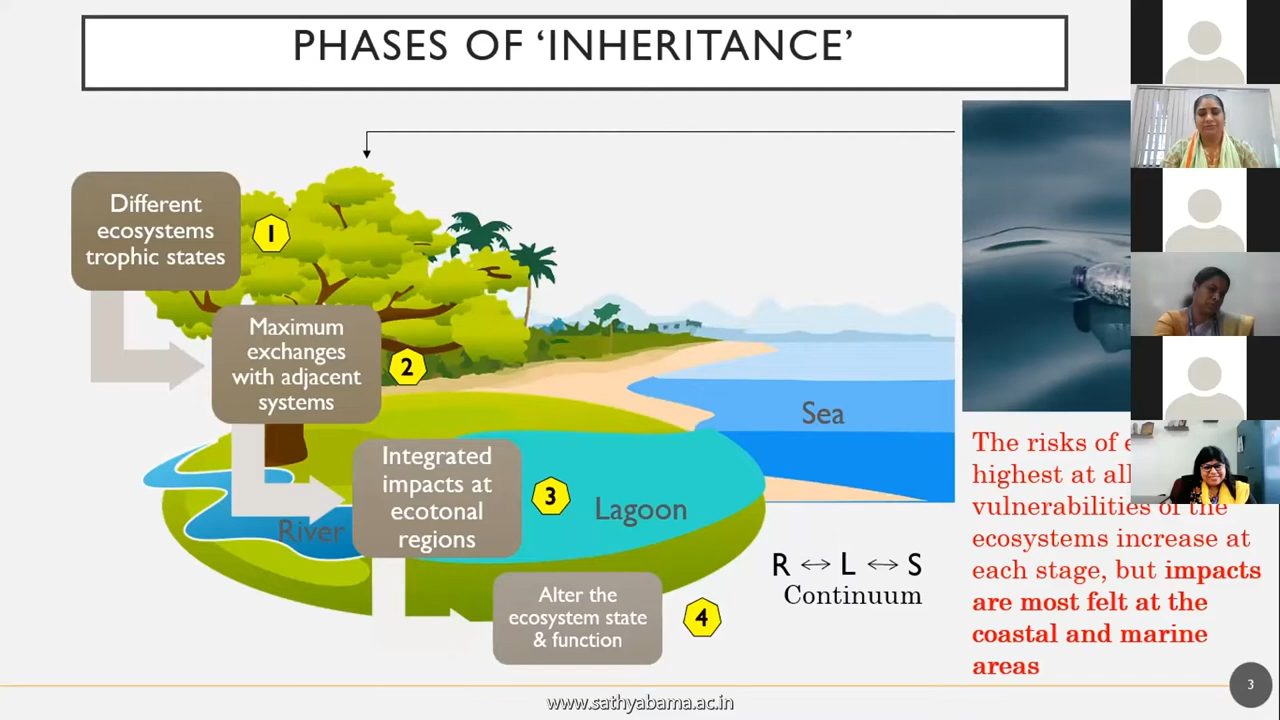 PHASES OF ‘INHERITANCE’
Different
ecosystems
trophic states
1
Maximum
exchanges
with adjacent
systems
2
Integrated
impacts at
ecotonal
regions
3
Alter the
ecosystem state
& function
4
River
Lagoon
Sea
R ↔ L ↔ S
Continuum
The risks of
highest at all
vulnerabilities of the
ecosystems increase at
each stage, but impacts
are most felt at the
coastal and marine
areas
3
www.sathyabama.ac.in